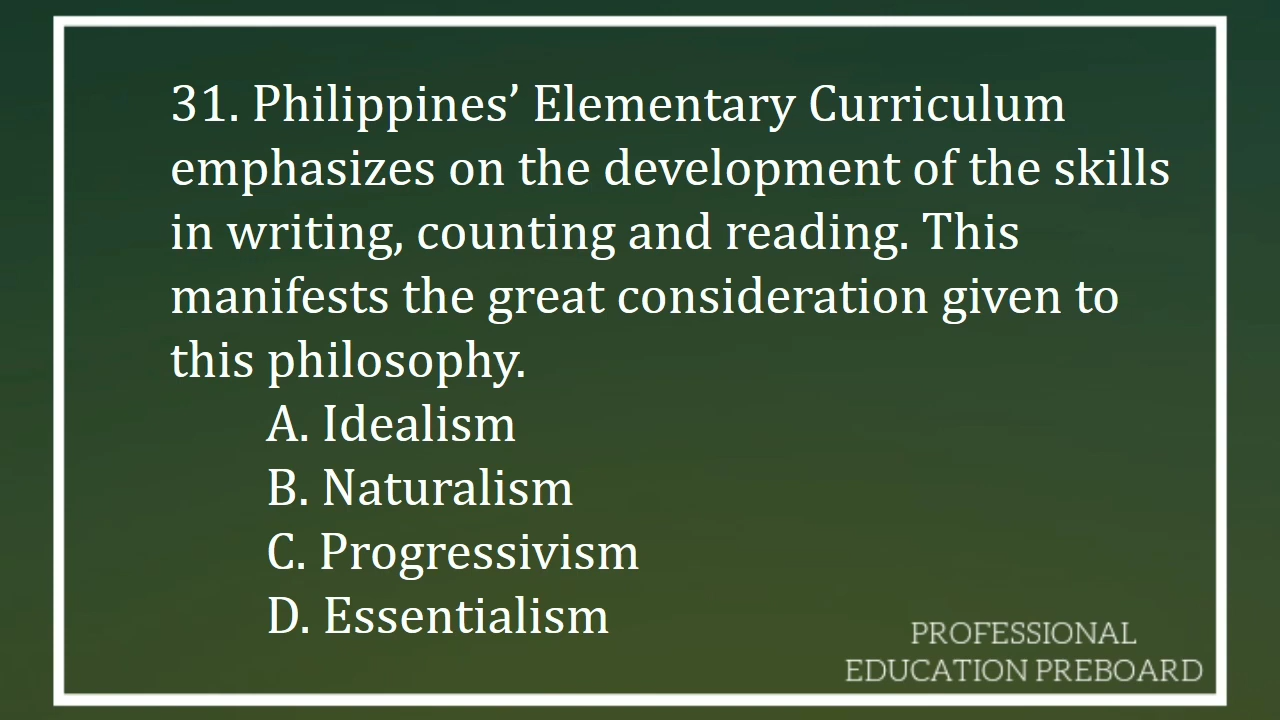 31. Philippines’ Elementary Curriculum
emphasizes on the development of the skills
in writing, counting and reading. This
manifests the great consideration given to
this philosophy.
A. Idealism
B. Naturalism
C. Progressivism
D. Essentialism
PROFESSIONAL
EDUCATION PREBOARD